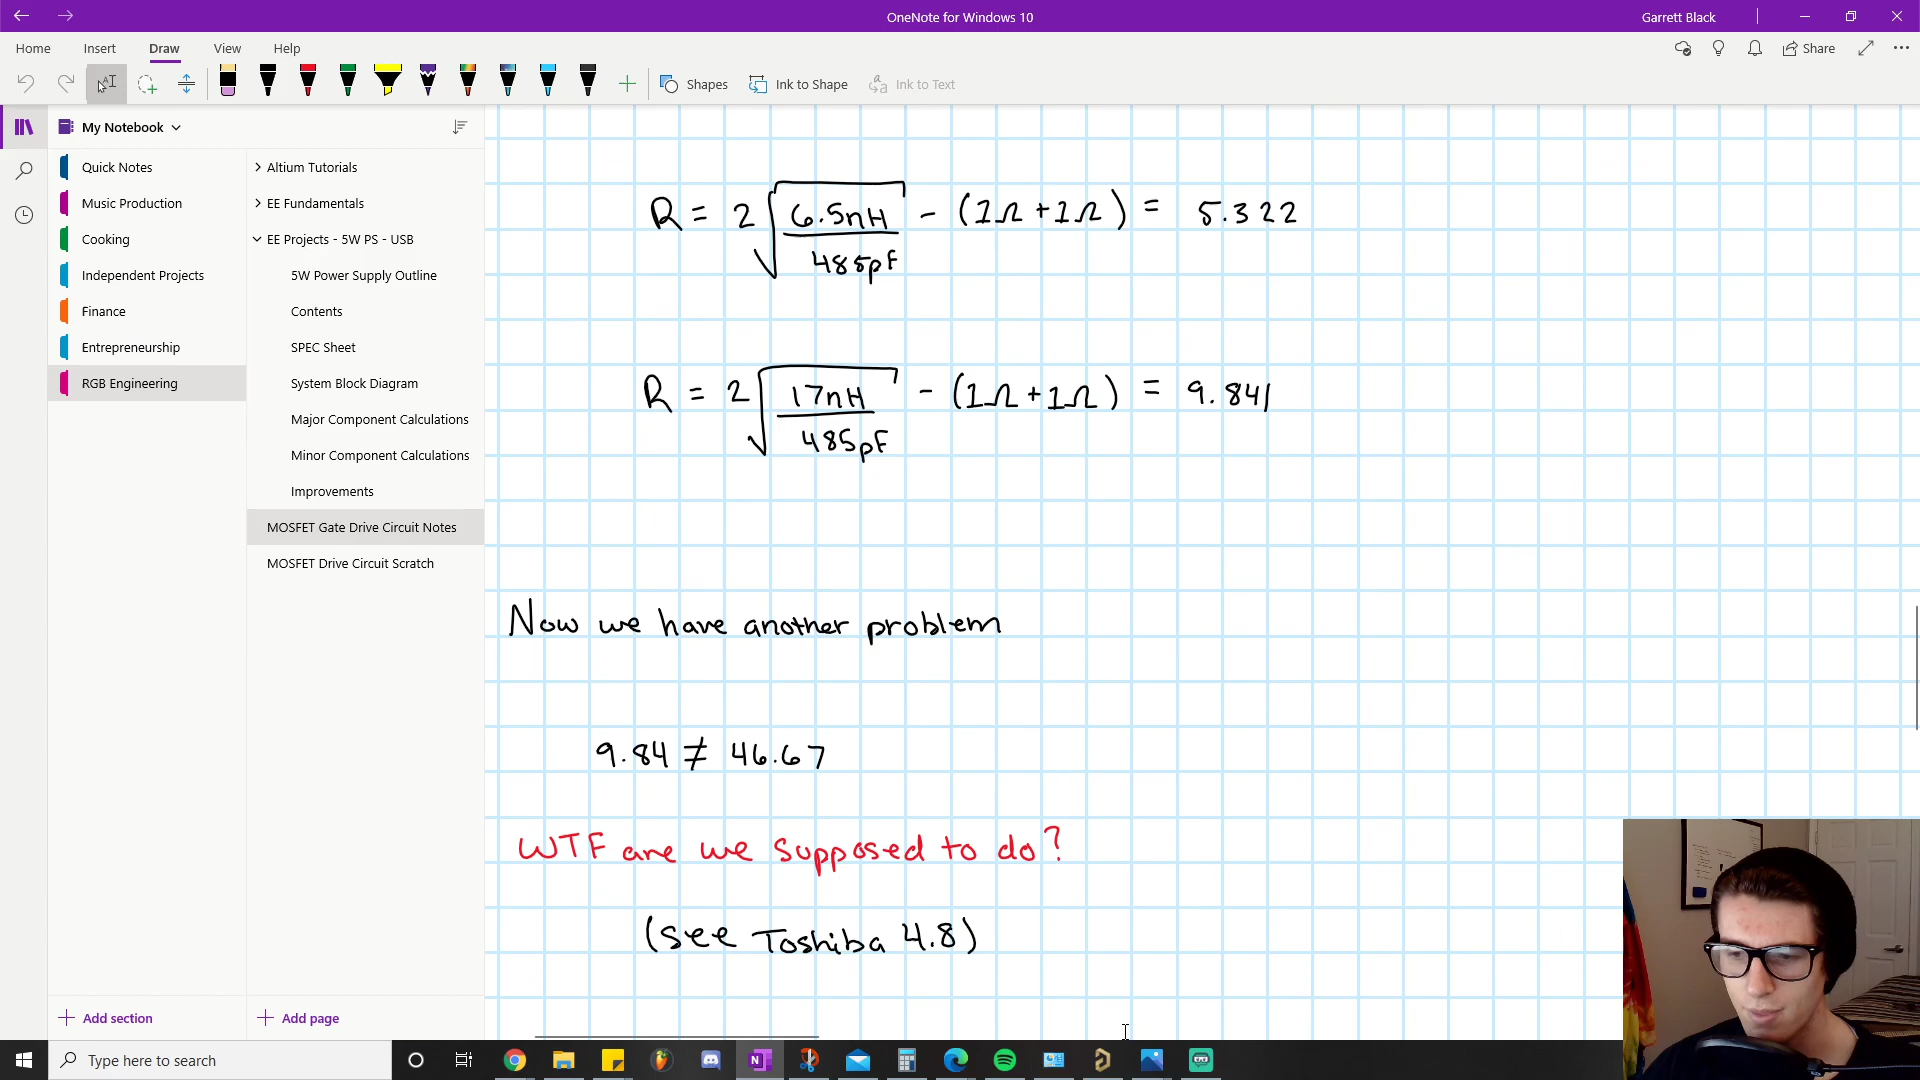 OneNote for Windows 10
Garrett Black
Home Insert Draw View Help
Share
Shapes
Ink to Shape
Ink to Text
My Notebook
Quick Notes
Music Production
Cooking
Independent Projects
Finance
Entrepreneurship
RGB Engineering
Add section
Altium Tutorials
EE Fundamentals
EE Projects - 5W PS - USB
5W Power Supply Outline
Contents
SPEC Sheet
System Block Diagram
Major Component Calculations
Minor Component Calculations
Improvements
MOSFET Gate Drive Circuit Notes
MOSFET Drive Circuit Scratch
Add page
R = 2 √ 6.5nH / 485pF - (1Ω + 1Ω) = 5.322
R = 2 √ 17nH / 485pF - (1Ω + 1Ω) = 9.841
Now we have another problem
9.84 ≠ 46.67
WTF are we supposed to do?
(see Toshiba 4.8)
Type here to search